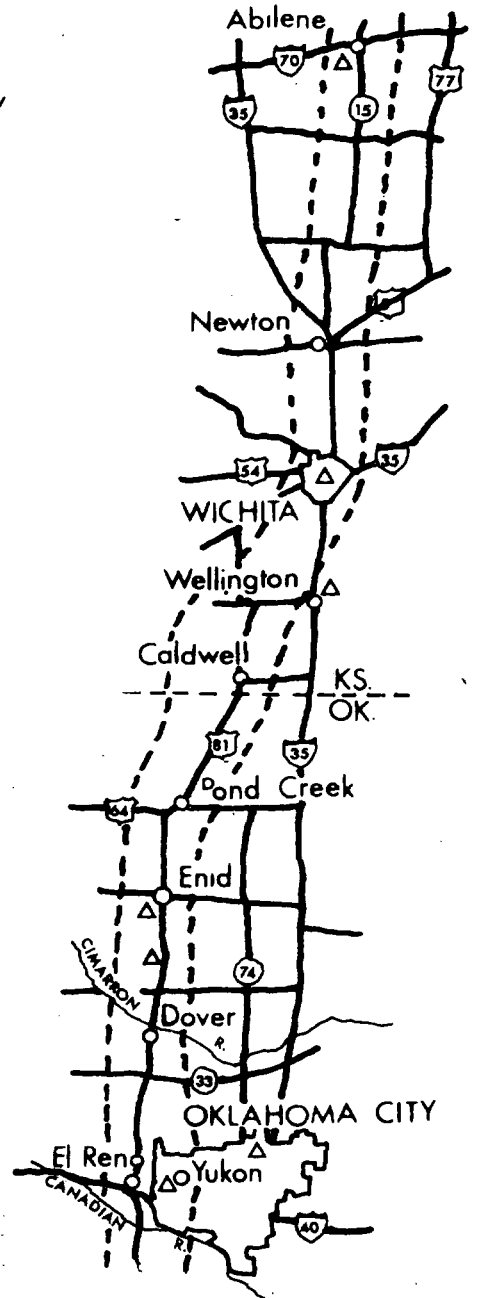 Abilene
70
77
35
15
Newton
54
35
WICHITA
Wellington
Caldwell
KS.
OK.
81
35
Pond Creek
64
Enid
CIMARRON
74
Dover
R.
33
OKLAHOMA CITY
El Reno
Yukon
CANADIAN
R.
40